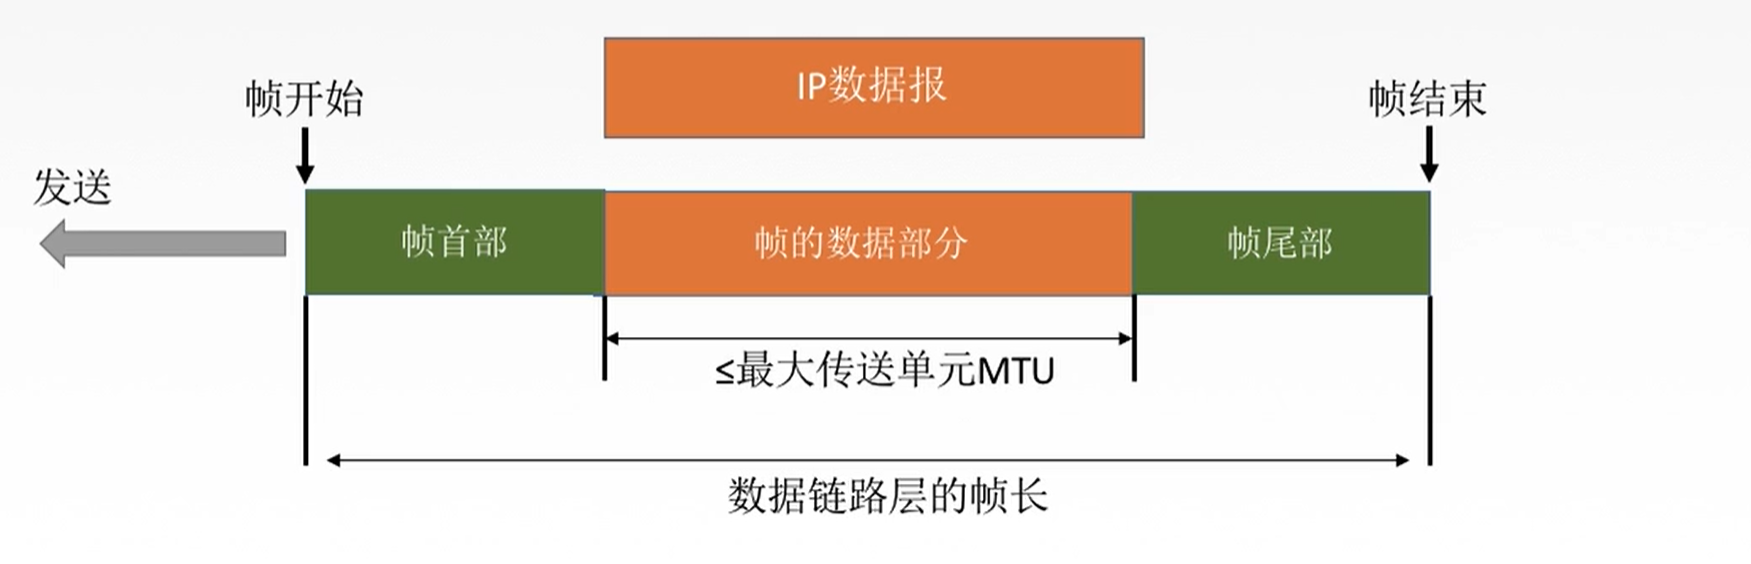 IP数据报
帧开始
帧结束
发送
帧首部
帧的数据部分
帧尾部
≤最大传送单元MTU
数据链路层的帧长